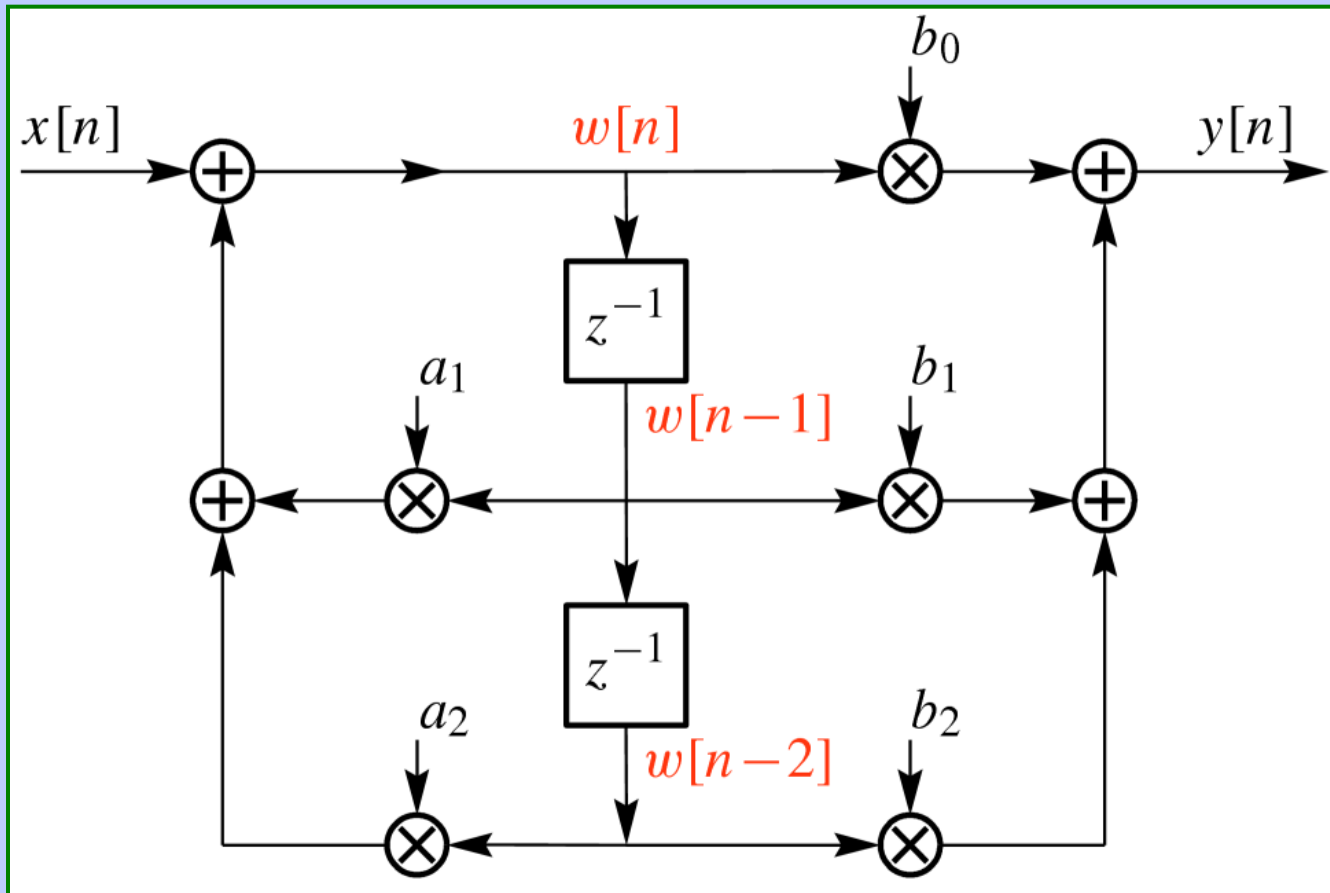 b₀
x[n] w[n] y[n]
z⁻¹
a₁ b₁
w[n−1]
z⁻¹
a₂ b₂
w[n−2]